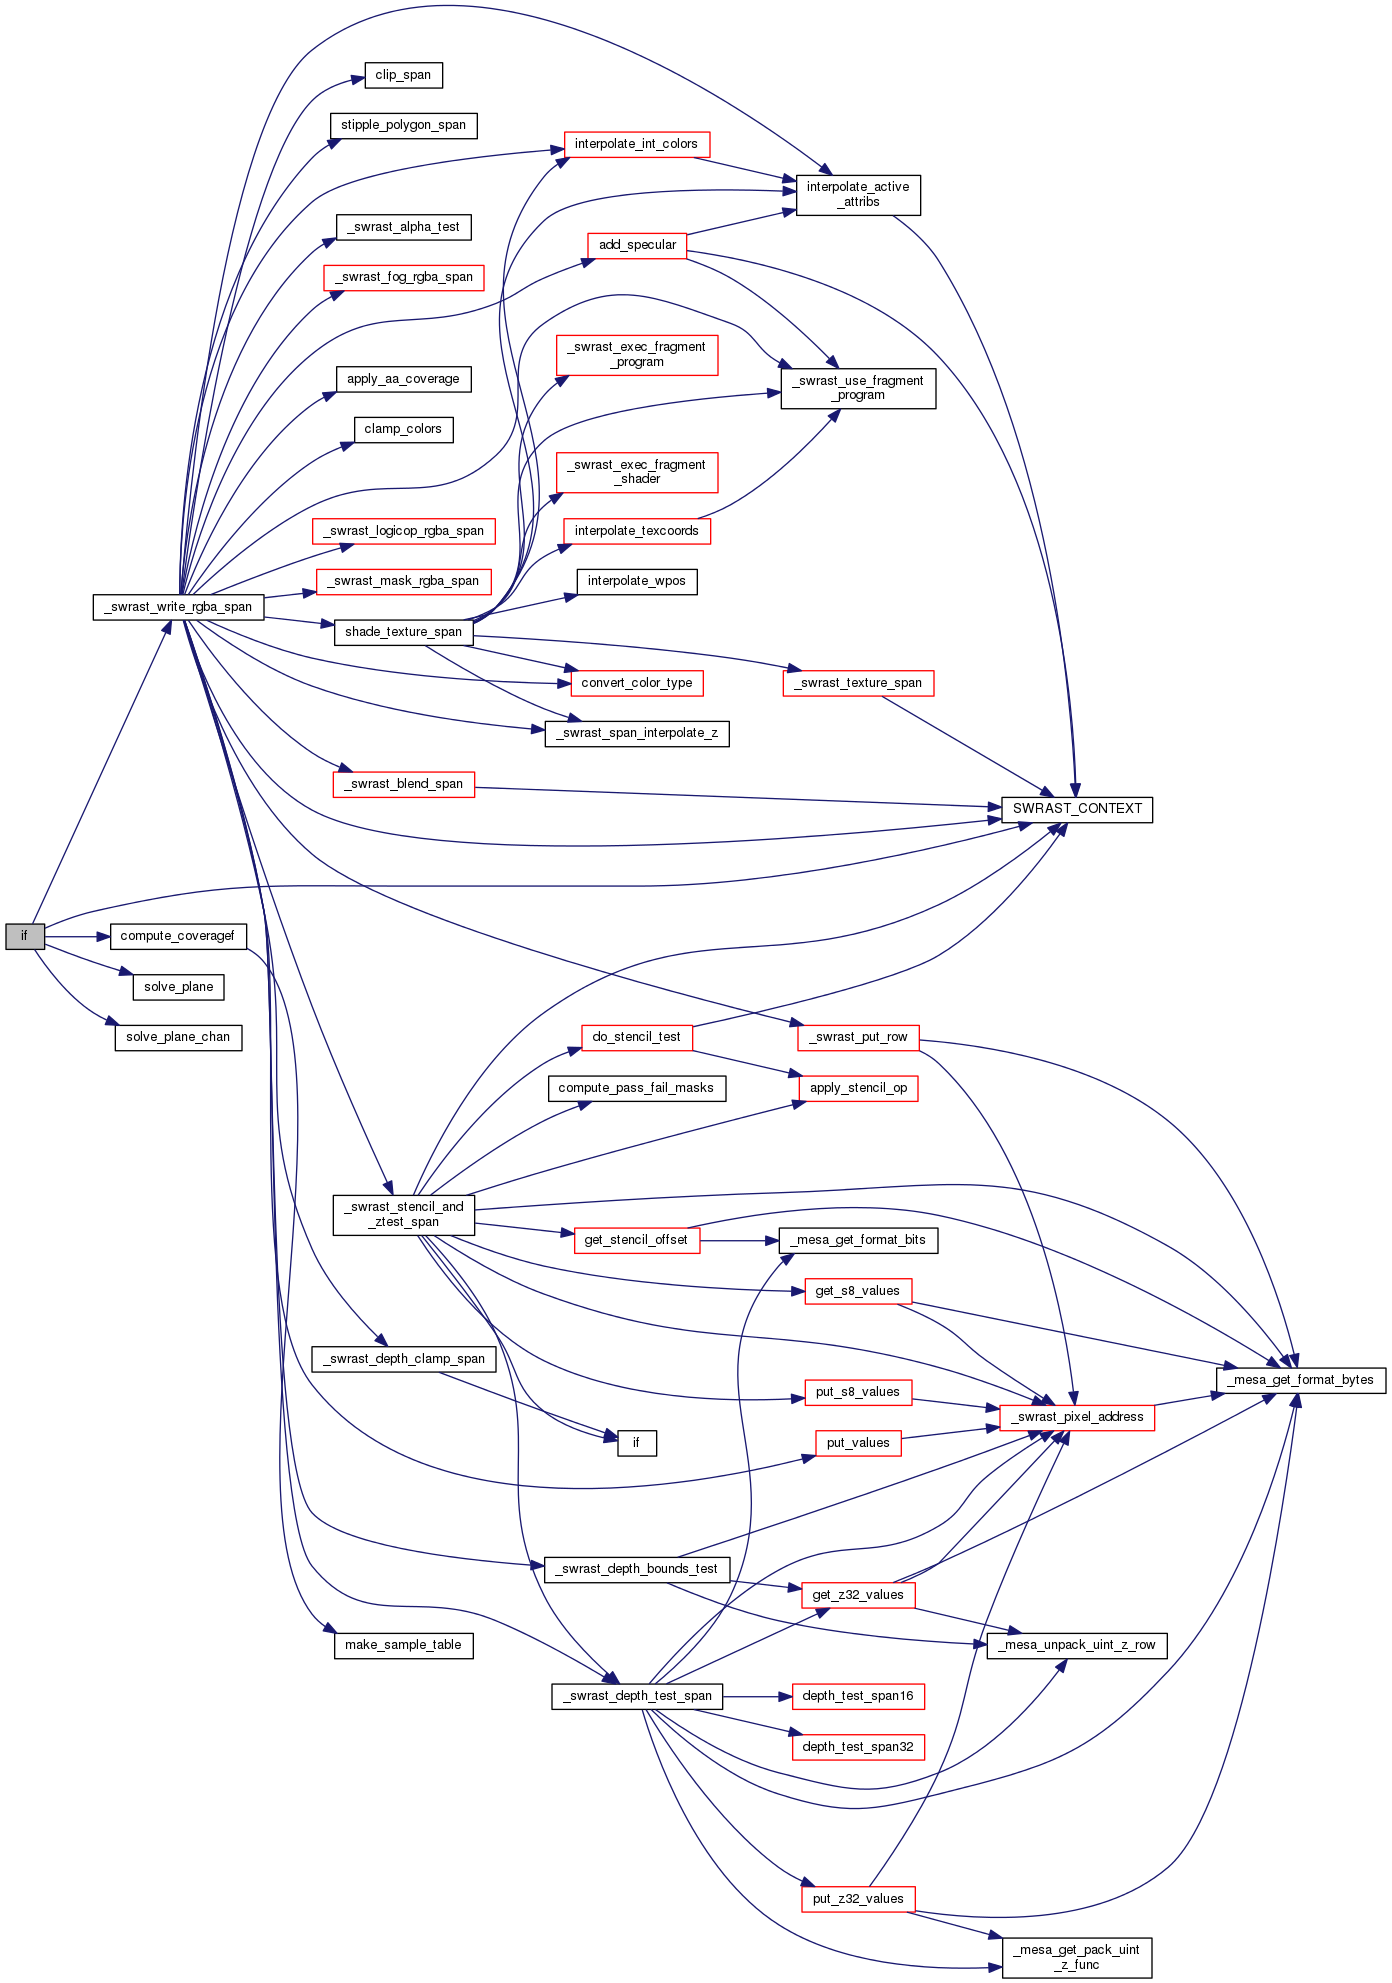 clip_span
stipple_polygon_span
interpolate_int_colors
interpolate_active
_attribs
_swrast_alpha_test
add_specular
_swrast_fog_rgba_span
_swrast_exec_fragment
_program
apply_aa_coverage
_swrast_use_fragment
_program
clamp_colors
_swrast_exec_fragment
_shader
_swrast_logicop_rgba_span
interpolate_texcoords
_swrast_mask_rgba_span
interpolate_wpos
_swrast_write_rgba_span
shade_texture_span
convert_color_type
_swrast_texture_span
_swrast_span_interpolate_z
_swrast_blend_span
SWRAST_CONTEXT
if
compute_coveragef
solve_plane
solve_plane_chan
do_stencil_test
_swrast_put_row
compute_pass_fail_masks
apply_stencil_op
_swrast_stencil_and
_ztest_span
get_stencil_offset
_mesa_get_format_bits
get_s8_values
_swrast_depth_clamp_span
_mesa_get_format_bytes
put_s8_values
_swrast_pixel_address
if
put_values
_swrast_depth_bounds_test
get_z32_values
make_sample_table
_mesa_unpack_uint_z_row
_swrast_depth_test_span
depth_test_span16
depth_test_span32
put_z32_values
_mesa_get_pack_uint
_z_func